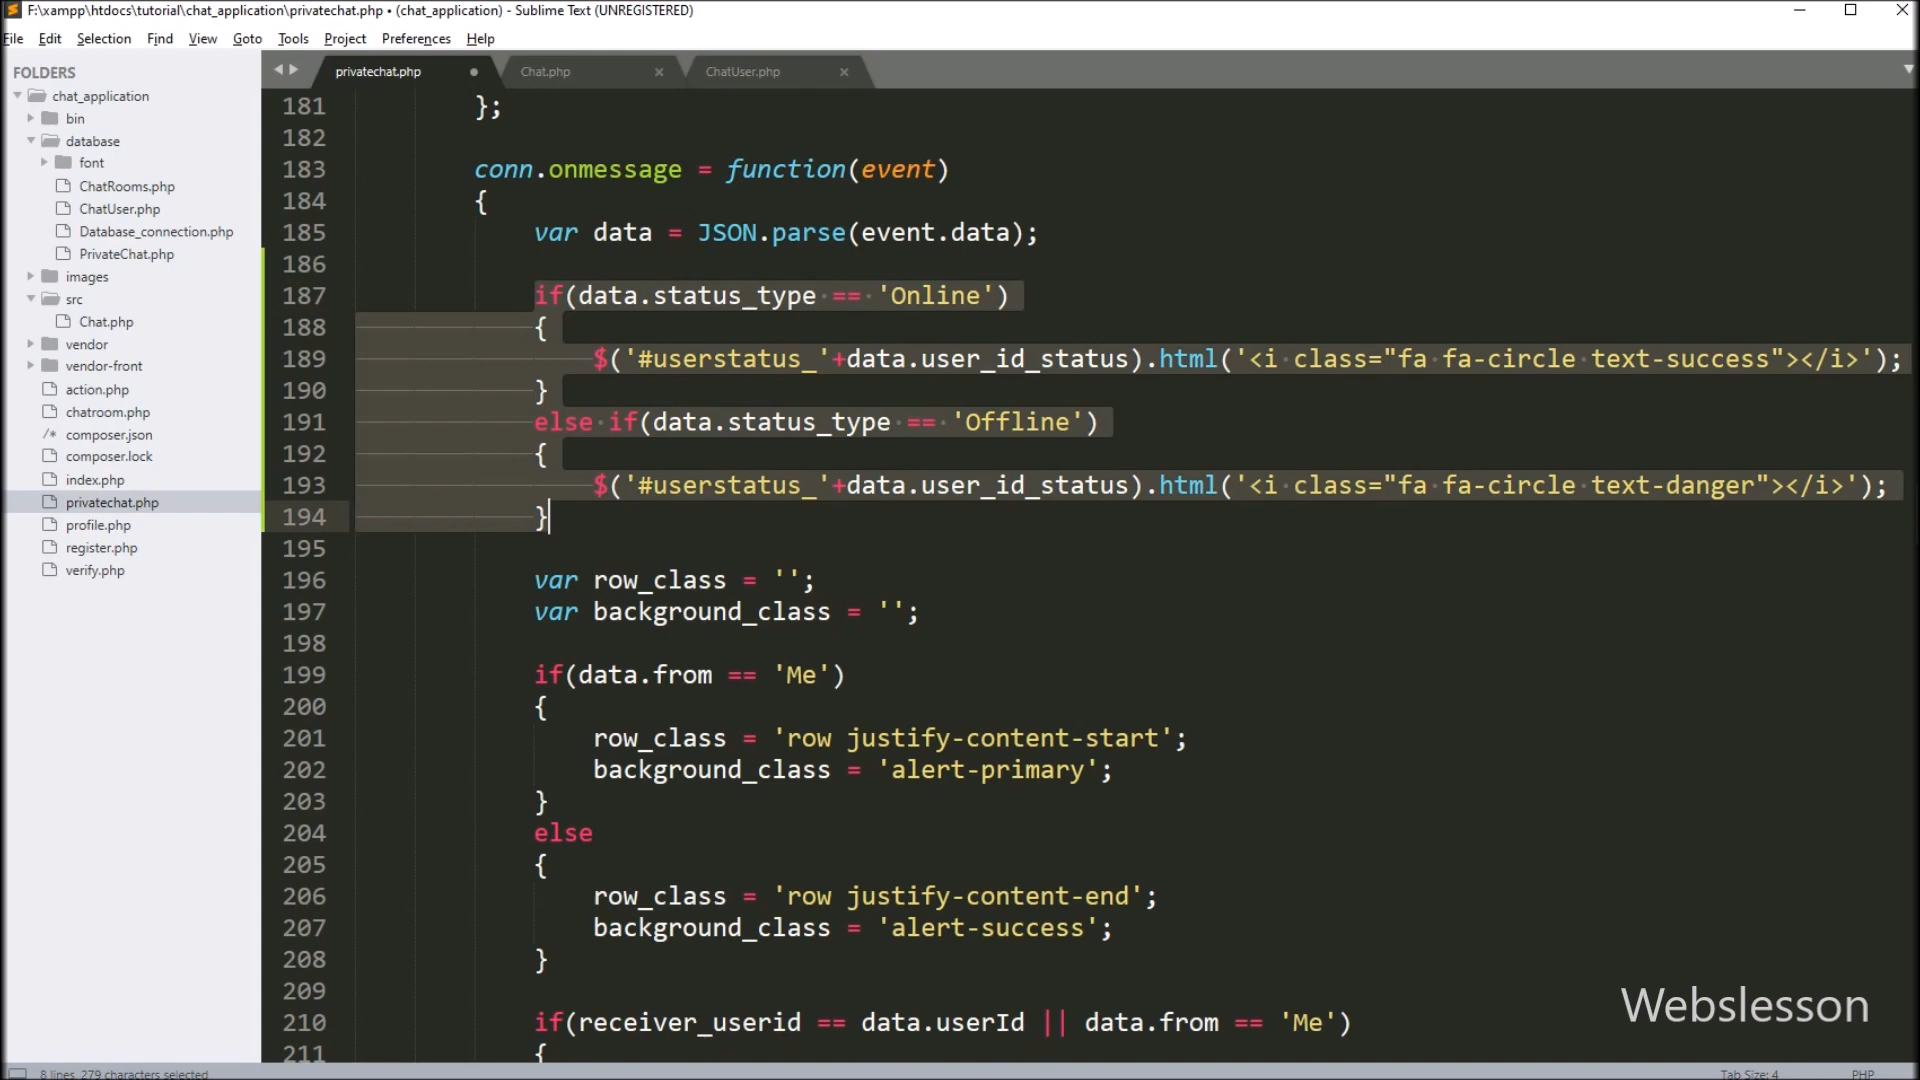 F:\xampp\htdocs\tutorial\chat_application\privatechat.php • (chat_application) - Sublime Text (UNREGISTERED)
File Edit Selection Find View Goto Tools Project Preferences Help
FOLDERS
chat_application
bin
database
font
ChatRooms.php
ChatUser.php
Database_connection.php
PrivateChat.php
images
src
Chat.php
vendor
vendor-front
action.php
chatroom.php
/* composer.json
composer.lock
index.php
privatechat.php
profile.php
register.php
verify.php
privatechat.php Chat.php ChatUser.php
181 };
182
183 conn.onmessage = function(event)
184 {
185 var data = JSON.parse(event.data);
186
187 if(data.status_type == 'Online')
188 {
189 $('#userstatus_'+data.user_id_status).html('<i class="fa fa-circle text-success"></i>');
190 }
191 else if(data.status_type == 'Offline')
192 {
193 $('#userstatus_'+data.user_id_status).html('<i class="fa fa-circle text-danger"></i>');
194 }
195
196 var row_class = '';
197 var background_class = '';
198
199 if(data.from == 'Me')
200 {
201 row_class = 'row justify-content-start';
202 background_class = 'alert-primary';
203 }
204 else
205 {
206 row_class = 'row justify-content-end';
207 background_class = 'alert-success';
208 }
209
210 if(receiver_userid == data.userId || data.from == 'Me')
211 {
Webslesson
8 lines, 279 characters selected
Tab Size: 4 PHP